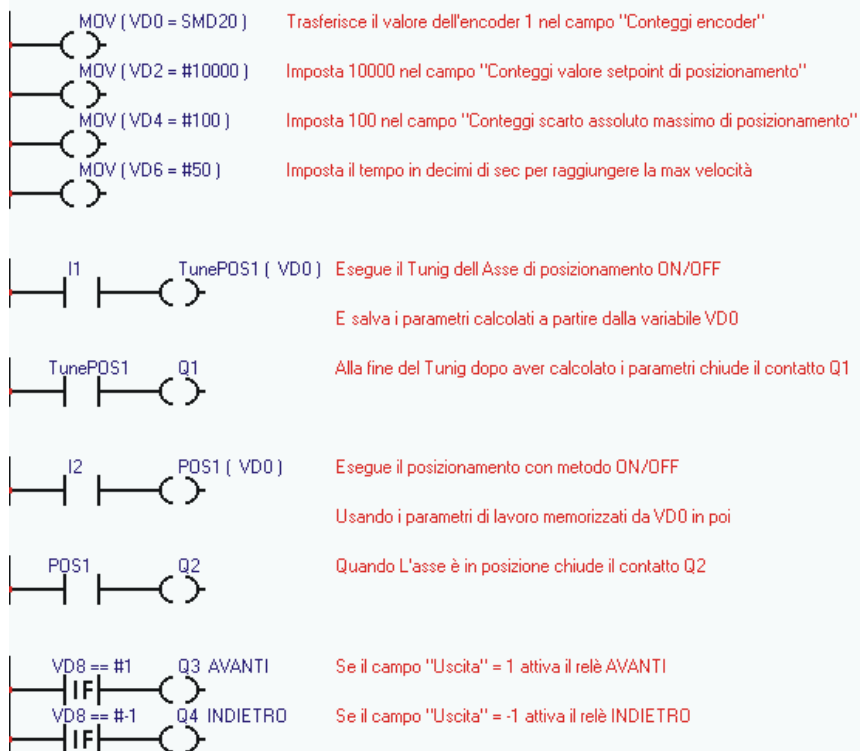 MOV ( VD0 = SMD20 ) Trasferisce il valore dell'encoder 1 nel campo "Conteggi encoder"
MOV ( VD2 = #10000 ) Imposta 10000 nel campo "Conteggi valore setpoint di posizionamento"
MOV ( VD4 = #100 ) Imposta 100 nel campo "Conteggi scarto assoluto massimo di posizionamento"
MOV ( VD6 = #50 ) Imposta il tempo in decimi di sec per raggiungere la max velocità
I1 TunePOS1 ( VD0 ) Esegue il Tunig dell Asse di posizionamento ON/OFF
E salva i parametri calcolati a partire dalla variabile VD0
TunePOS1 Q1 Alla fine del Tunig dopo aver calcolato i parametri chiude il contatto Q1
I2 POS1 ( VD0 ) Esegue il posizionamento con metodo ON/OFF
Usando i parametri di lavoro memorizzati da VD0 in poi
POS1 Q2 Quando L'asse è in posizione chiude il contatto Q2
VD8 == #1 Q3 AVANTI Se il campo "Uscita" = 1 attiva il relè AVANTI
IF
VD8 == #-1 Q4 INDIETRO Se il campo "Uscita" = -1 attiva il relè INDIETRO
IF